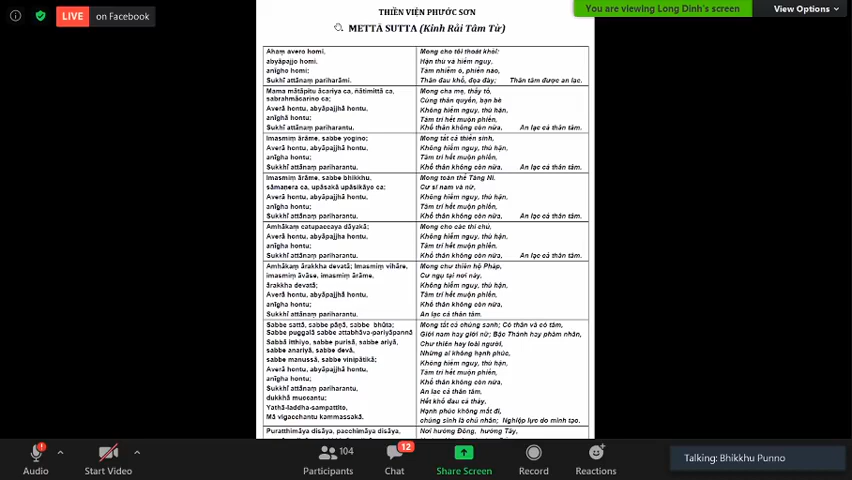 LIVE on Facebook
You are viewing Long Dinh's screen
View Options
THIỀN VIỆN PHƯỚC SƠN
METTĀ SUTTA (Kinh Rải Tâm Từ)
Ahaṃ avero homi.
abyāpajjo homi.
anīgho homi;
Sukhī attānaṃ pariharāmi.
Mong cho tôi thoát khỏi:
Hận thù và hiểm nguy,
Tâm nhiễm ô, phiền não,
Thân đau khổ, đọa đày; Thân tâm được an lạc.
Mama mātāpitu ācariya ca, ñātimittā ca,
sabrahmacarino ca;
Averā hontu, abyāpajjhā hontu,
anīghā hontu;
Sukkhī attānaṃ pariharantu.
Mong cha mẹ, thầy tổ,
Cùng thân quyến, bạn bè
Không hiểm nguy, thù hận,
Tâm trí hết muộn phiền,
Khổ thân không còn nữa, An lạc cả thân tâm.
Imasmiṃ ārāme, sabbe yogino;
Averā hontu, abyāpajjhā hontu,
anīgha hontu;
Sukkhī attānaṃ pariharantu.
Mong tất cả thiền sinh,
Không hiểm nguy, thù hận,
Tâm trí hết muộn phiền,
Khổ thân không còn nữa, An lạc cả thân tâm.
Imasmiṃ ārāme, sabbe bhikkhu,
sāmaṇera ca, upāsakā upāsikāyo ca;
Averā hontu, abyāpajjhā hontu,
anīgha hontu;
Sukkhī attānaṃ pariharantu.
Mong toàn thể Tăng Ni.
Cư sĩ nam và nữ,
Không hiểm nguy, thù hận,
Tâm trí hết muộn phiền,
Khổ thân không còn nữa, An lạc cả thân tâm.
Amhākaṃ catupaccaya dāyakā;
Averā hontu, abyāpajjhā hontu,
anīgha hontu;
Sukkhī attānaṃ pariharantu.
Mong cho các thí chủ,
Không hiểm nguy, thù hận,
Tâm trí hết muộn phiền.
Khổ thân không còn nữa, An lạc cả thân tâm.
Amhākaṃ ārakkha devatā; Imasmiṃ vihāre,
imasmiṃ āvāse, imasmiṃ ārāme,
ārakkha devatā;
Averā hontu, abyāpajjhā hontu,
anīgha hontu;
Sukkhī attānaṃ pariharantu.
Mong chư thiên hộ Pháp,
Cư ngụ tại nơi này.
Không hiểm nguy, thù hận,
Tâm trí hết muộn phiền,
Khổ thân không còn nữa,
An lạc cả thân tâm.
Sabbe sattā, sabbe pāṇā, sabbe bhūta;
Sabbe puggalā sabbe attabhāva-pariyāpannā
Sabbā itthiyo, sabbe purisā, sabbe ariyā,
sabbe anariyā, sabbe devā,
sabbe manussā, sabbe vinipātikā;
Averā hontu, abyāpajjhā hontu,
anīgha hontu;
Sukkhī attānaṃ pariharantu,
dukkhā muccantu;
Yathā-laddha-sampattito,
Mā vigacchantu kammassakā.
Mong tất cả chúng sanh; Có thân và có tâm,
Giới nam hay giới nữ; Bậc Thánh hay phàm nhân,
Chư thiên hay loài người,
Những ai không hạnh phúc,
Không hiểm nguy, thù hận,
Tâm trí hết muộn phiền,
Khổ thân không còn nữa,
An lạc cả thân tâm.
Hết khổ đau cả thảy,
Hạnh phúc không mất đi,
chúng sinh là chủ nhân; Nghiệp lực do mình tạo.
Puratthimāya disāya, pacchimāya disāya,
Nơi hướng Đông, hướng Tây,
Audio
Start Video
104
Participants
12
Chat
Share Screen
Record
Reactions
Talking: Bhikkhu Punno